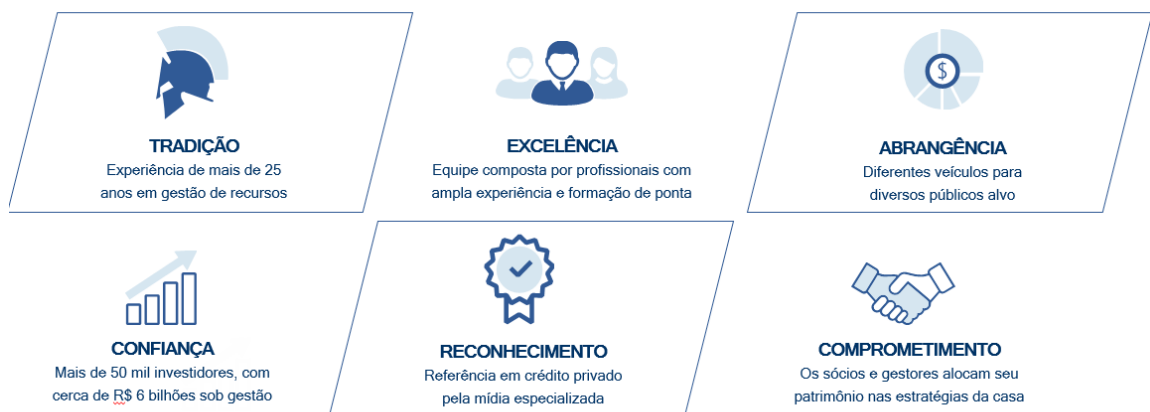 TRADIÇÃO
Experiência de mais de 25
anos em gestão de recursos
EXCELÊNCIA
Equipe composta por profissionais com
ampla experiência e formação de ponta
$
ABRANGÊNCIA
Diferentes veículos para
diversos públicos alvo
CONFIANÇA
Mais de 50 mil investidores, com
cerca de R$ 6 bilhões sob gestão
RECONHECIMENTO
Referência em crédito privado
pela mídia especializada
COMPROMETIMENTO
Os sócios e gestores alocam seu
patrimônio nas estratégias da casa